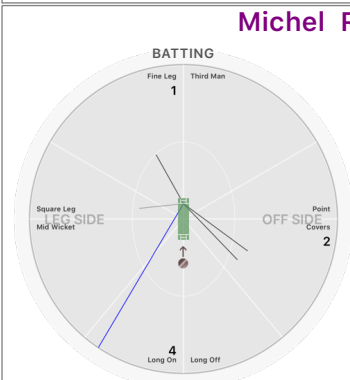 Michel
BATTING
Fine Leg Third Man
1
Square Leg Point
LEG SIDE OFF SIDE
Mid Wicket Covers
2
4
Long On Long Off